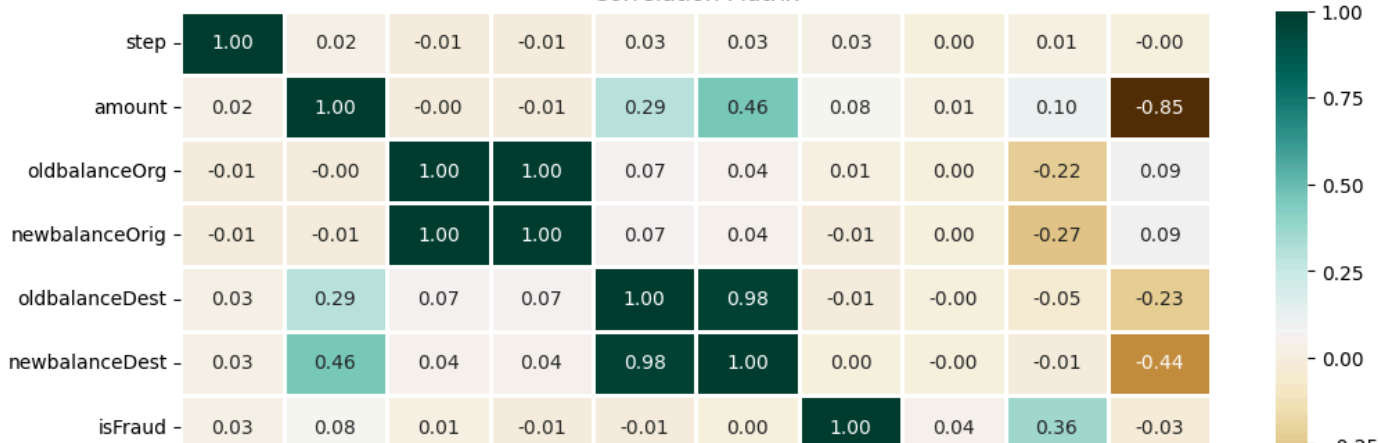 Correlation Matrix
step 1.00 0.02 -0.01 -0.01 0.03 0.03 0.03 0.00 0.01 -0.00
amount 0.02 1.00 -0.00 -0.01 0.29 0.46 0.08 0.01 0.10 -0.85
oldbalanceOrg -0.01 -0.00 1.00 1.00 0.07 0.04 0.01 0.00 -0.22 0.09
newbalanceOrig -0.01 -0.01 1.00 1.00 0.07 0.04 -0.01 0.00 -0.27 0.09
oldbalanceDest 0.03 0.29 0.07 0.07 1.00 0.98 -0.01 -0.00 -0.05 -0.23
newbalanceDest 0.03 0.46 0.04 0.04 0.98 1.00 0.00 -0.00 -0.01 -0.44
isFraud 0.03 0.08 0.01 -0.01 -0.01 0.00 1.00 0.04 0.36 -0.03
1.00
0.75
0.50
0.25
0.00
-0.25